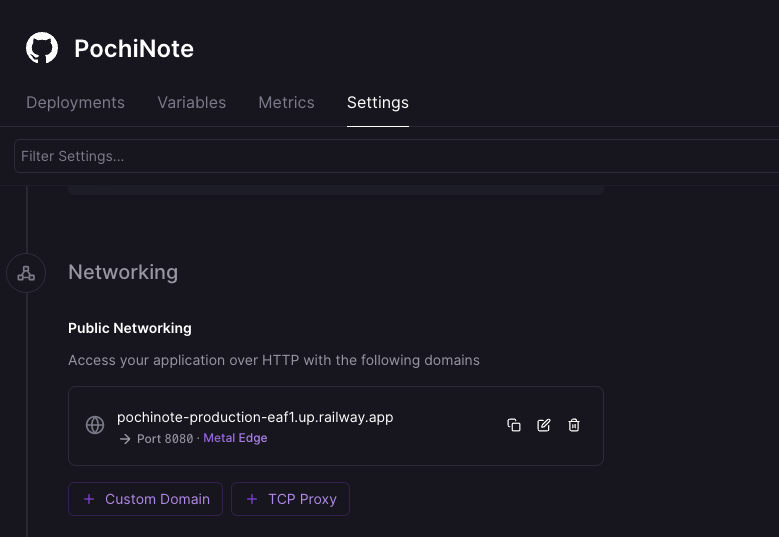 PochiNote
Deployments Variables Metrics Settings
Filter Settings...
Networking
Public Networking
Access your application over HTTP with the following domains
pochinote-production-eaf1.up.railway.app
→ Port 8080 · Metal Edge
+ Custom Domain + TCP Proxy